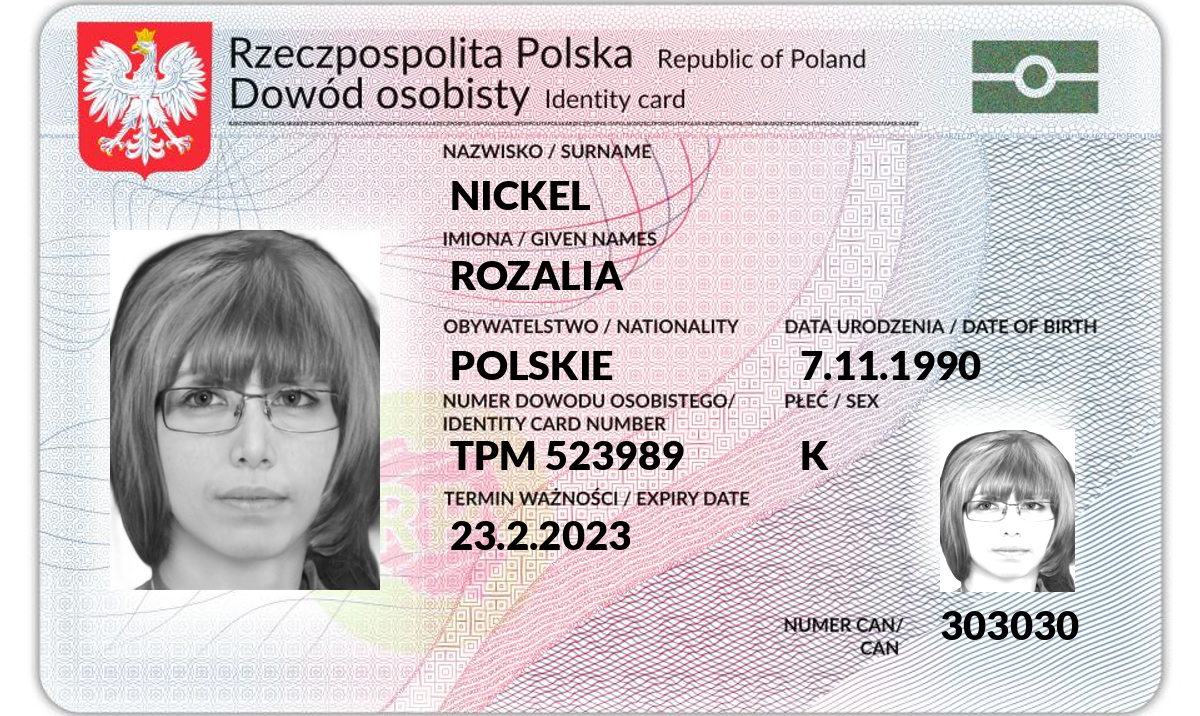 Rzeczpospolita Polska Republic of Poland
Dowód osobisty Identity card
NAZWISKO / SURNAME
NICKEL
IMIONA / GIVEN NAMES
ROZALIA
OBYWATELSTWO / NATIONALITY DATA URODZENIA / DATE OF BIRTH
POLSKIE 7.11.1990
NUMER DOWODU OSOBISTEGO/ PŁEĆ / SEX
IDENTITY CARD NUMBER
TPM 523989 K
TERMIN WAŻNOŚCI / EXPIRY DATE
23.2.2023
NUMER CAN/ 303030
CAN